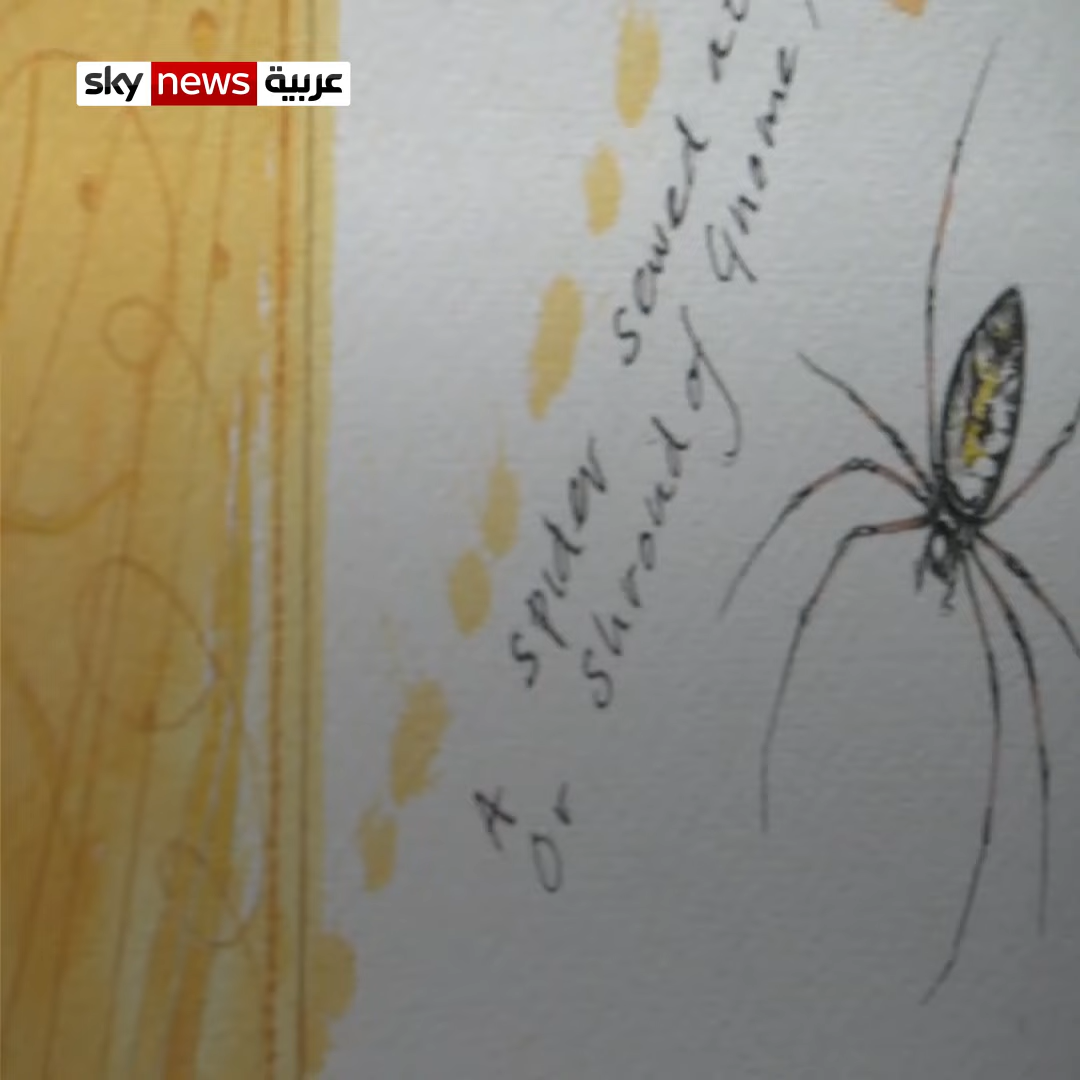 sky news عربية
A spider sewed
Or Shroud of Gnome,